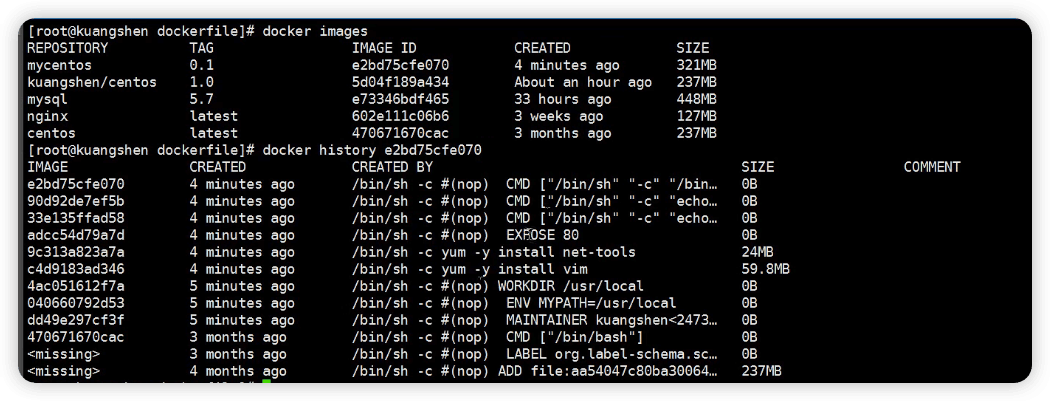 [root@kuangshen dockerfile]# docker images
REPOSITORY TAG IMAGE ID CREATED SIZE
mycentos 0.1 e2bd75cfe070 4 minutes ago 321MB
kuangshen/centos 1.0 5d04f189a434 About an hour ago 237MB
mysql 5.7 e73346bdf465 33 hours ago 448MB
nginx latest 602e111c06b6 3 weeks ago 127MB
centos latest 470671670cac 3 months ago 237MB
[root@kuangshen dockerfile]# docker history e2bd75cfe070
IMAGE CREATED CREATED BY SIZE COMMENT
e2bd75cfe070 4 minutes ago /bin/sh -c #(nop) CMD ["/bin/sh" "-c" "/bin… 0B
90d92de7ef5b 4 minutes ago /bin/sh -c #(nop) CMD ["/bin/sh" "-c" "echo… 0B
33e135ffad58 4 minutes ago /bin/sh -c #(nop) CMD ["/bin/sh" "-c" "echo… 0B
adcc54d79a7d 4 minutes ago /bin/sh -c #(nop) EXPOSE 80 0B
9c313a823a7a 4 minutes ago /bin/sh -c yum -y install net-tools 24MB
c4d9183ad346 4 minutes ago /bin/sh -c yum -y install vim 59.8MB
4ac051612f7a 5 minutes ago /bin/sh -c #(nop) WORKDIR /usr/local 0B
040660792d53 5 minutes ago /bin/sh -c #(nop) ENV MYPATH=/usr/local 0B
dd49e297cf3f 5 minutes ago /bin/sh -c #(nop) MAINTAINER kuangshen<2473… 0B
470671670cac 3 months ago /bin/sh -c #(nop) CMD ["/bin/bash"] 0B
<missing> 3 months ago /bin/sh -c #(nop) LABEL org.label-schema.sc… 0B
<missing> 4 months ago /bin/sh -c #(nop) ADD file:aa54047c80ba30064… 237MB